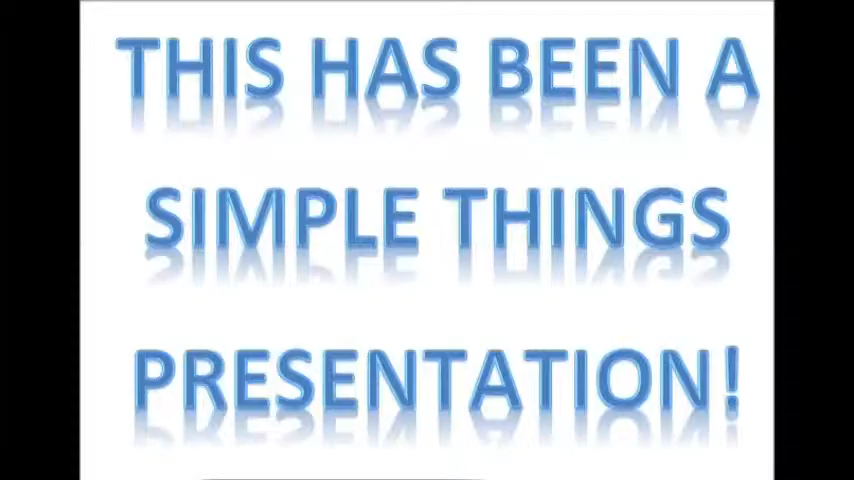 THIS HAS BEEN A
SIMPLE THINGS
PRESENTATION!